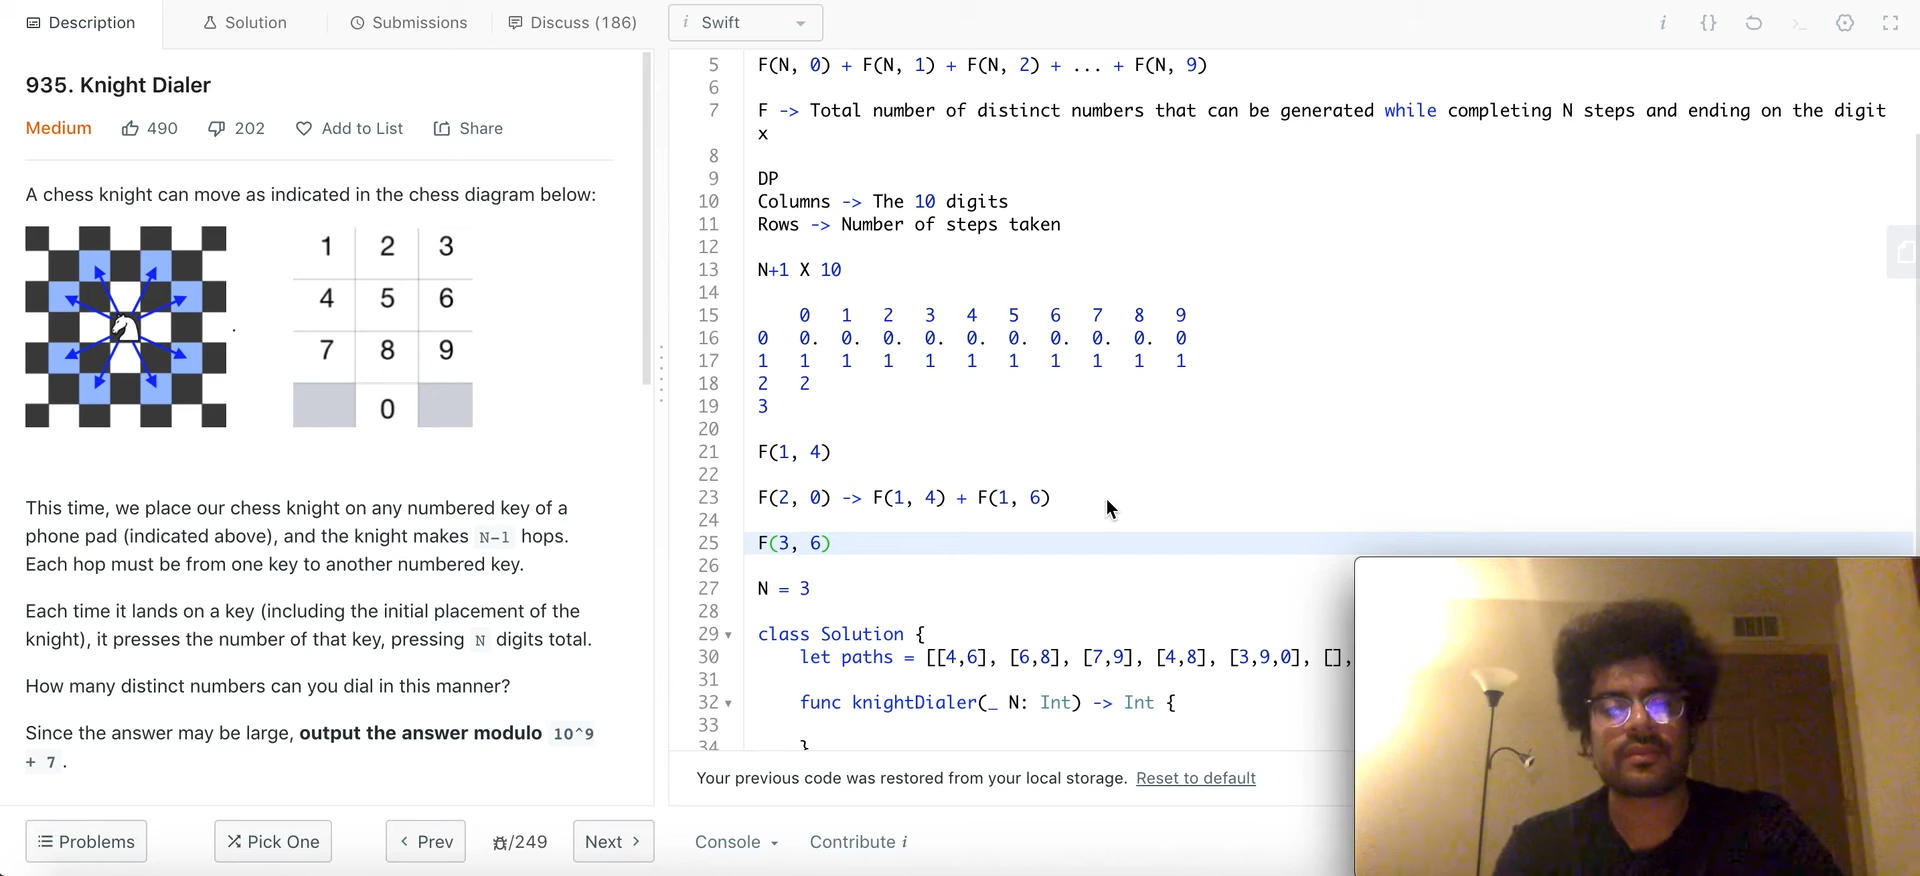 Description
Solution
Submissions
Discuss (186)
i Swift
i {}
935. Knight Dialer
Medium 490 202 Add to List Share
A chess knight can move as indicated in the chess diagram below:
1 2 3
4 5 6
7 8 9
0
.
This time, we place our chess knight on any numbered key of a
phone pad (indicated above), and the knight makes N-1 hops.
Each hop must be from one key to another numbered key.
Each time it lands on a key (including the initial placement of the
knight), it presses the number of that key, pressing N digits total.
How many distinct numbers can you dial in this manner?
Since the answer may be large, output the answer modulo 10^9
+ 7 .
5 F(N, 0) + F(N, 1) + F(N, 2) + ... + F(N, 9)
6
7 F -> Total number of distinct numbers that can be generated while completing N steps and ending on the digit
x
8
9 DP
10 Columns -> The 10 digits
11 Rows -> Number of steps taken
12
13 N+1 X 10
14
15 0 1 2 3 4 5 6 7 8 9
16 0 0. 0. 0. 0. 0. 0. 0. 0. 0. 0
17 1 1 1 1 1 1 1 1 1 1 1
18 2 2
19 3
20
21 F(1, 4)
22
23 F(2, 0) -> F(1, 4) + F(1, 6)
24
25 F(3, 6)
26
27 N = 3
28
29 class Solution {
30 let paths = [[4,6], [6,8], [7,9], [4,8], [3,9,0], [],
31
32 func knightDialer(_ N: Int) -> Int {
33
34 }
Your previous code was restored from your local storage. Reset to default
Problems
Pick One
Prev
/249
Next
Console
Contribute i